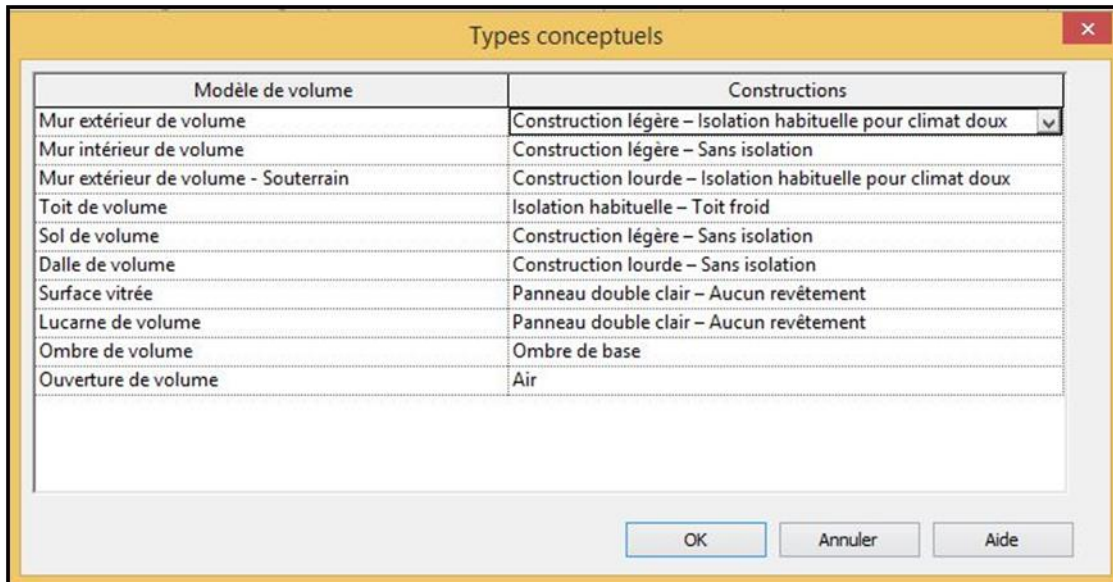 Types conceptuels
Modèle de volume Constructions
Mur extérieur de volume Construction légère – Isolation habituelle pour climat doux
Mur intérieur de volume Construction légère – Sans isolation
Mur extérieur de volume - Souterrain Construction lourde – Isolation habituelle pour climat doux
Toit de volume Isolation habituelle – Toit froid
Sol de volume Construction légère – Sans isolation
Dalle de volume Construction lourde – Sans isolation
Surface vitrée Panneau double clair – Aucun revêtement
Lucarne de volume Panneau double clair – Aucun revêtement
Ombre de volume Ombre de base
Ouverture de volume Air
OK Annuler Aide